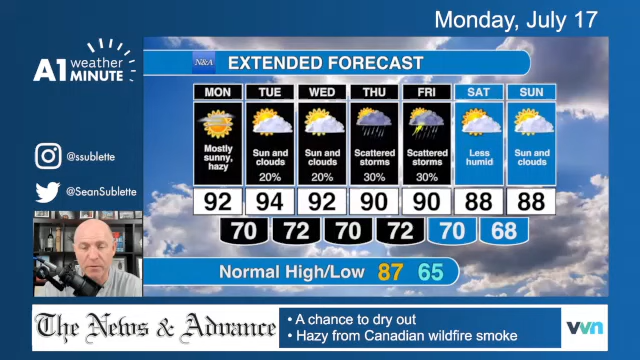 Monday, July 17
A1 weather
MINUTE
N&A EXTENDED FORECAST
MON TUE WED THU FRI SAT SUN
Mostly sunny, hazy
Sun and clouds
20%
Sun and clouds
20%
Scattered storms
30%
Scattered storms
30%
Less humid
Sun and clouds
92 94 92 90 90 88 88
70 72 70 72 70 68
Normal High/Low 87 65
@ssublette
@SeanSublette
The News & Advance
• A chance to dry out
• Hazy from Canadian wildfire smoke
vvn